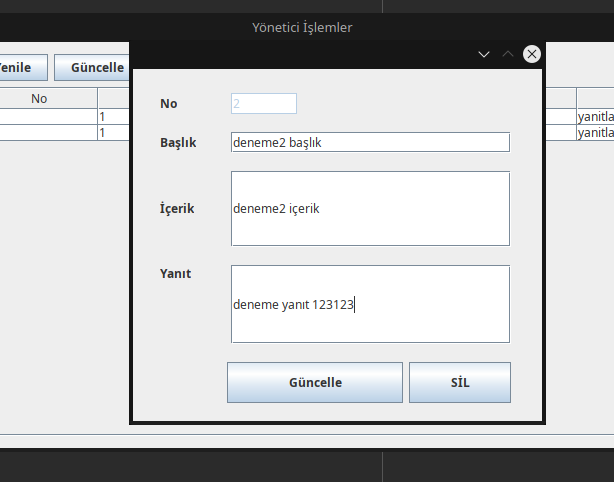 Yönetici İşlemler
Yenile Güncelle
No
1 yanıtla
1 yanıtla
No 2
Başlık deneme2 başlık
İçerik deneme2 içerik
Yanıt deneme yanıt 123123
Güncelle SİL